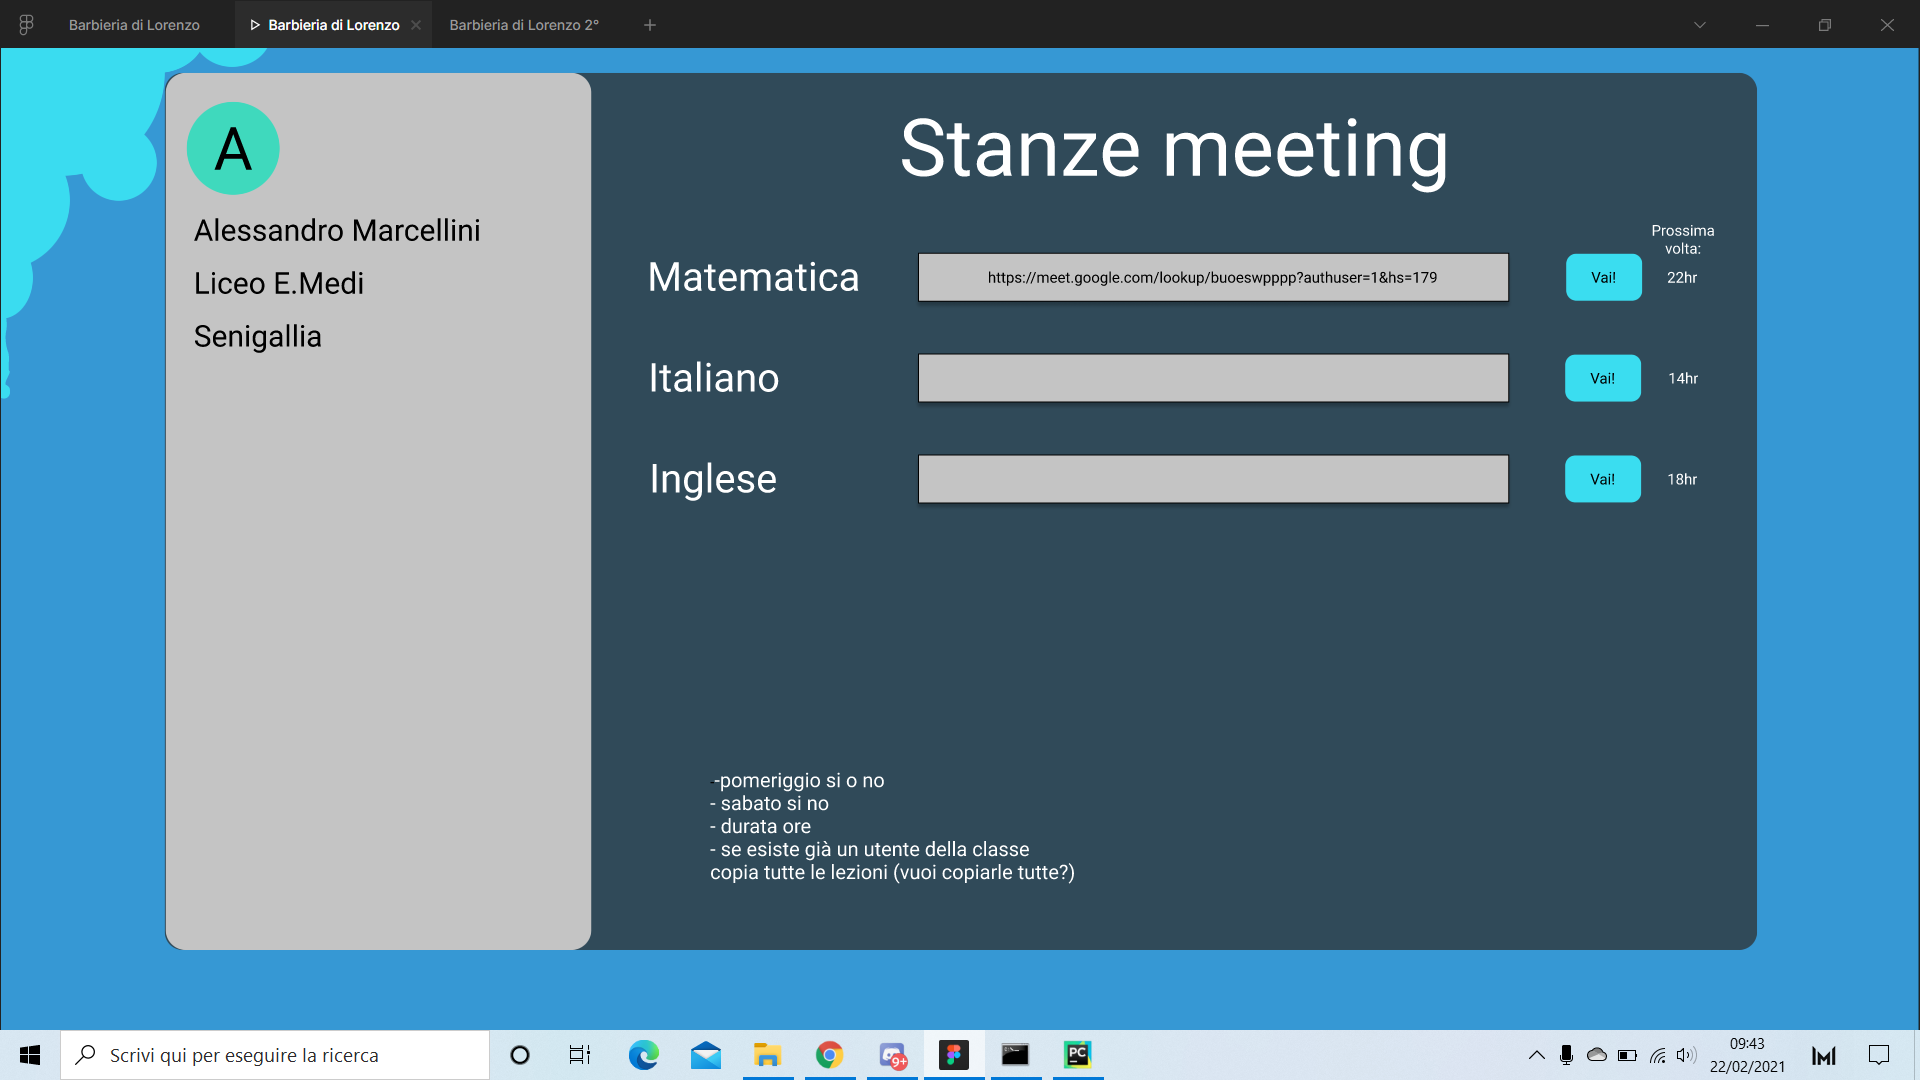 Barbieria di Lorenzo
Barbieria di Lorenzo
Barbieria di Lorenzo 2°
A
Alessandro Marcellini
Liceo E.Medi
Senigallia
Stanze meeting
Prossima
volta:
Matematica
https://meet.google.com/lookup/buoeswpppp?authuser=1&hs=179
Vai!
22hr
Italiano
Vai!
14hr
Inglese
Vai!
18hr
--pomeriggio si o no
- sabato si no
- durata ore
- se esiste già un utente della classe
copia tutte le lezioni (vuoi copiarle tutte?)
Scrivi qui per eseguire la ricerca
9+
PC
09:43
22/02/2021